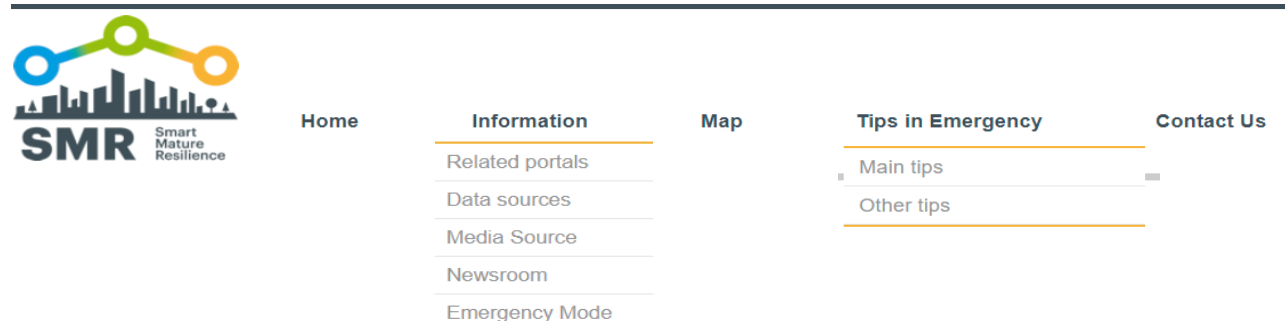 SMR Smart
Mature
Resilience
Home Information Map Tips in Emergency Contact Us
Related portals
Data sources
Media Source
Newsroom
Emergency Mode
Main tips
Other tips